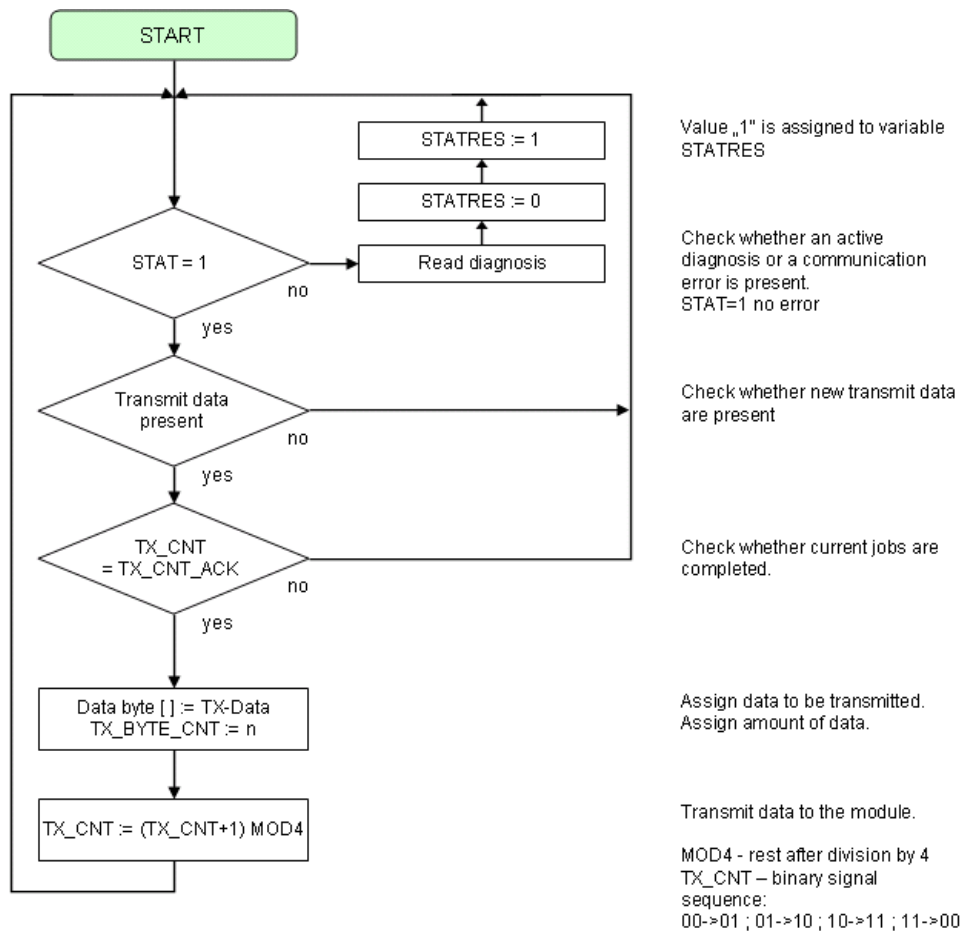 START
STATRES := 1
Value „1" is assigned to variable
STATRES
STATRES := 0
STAT = 1
no
Read diagnosis
Check whether an active
diagnosis or a communication
error is present.
STAT=1 no error
yes
Transmit data
present
no
Check whether new transmit data
are present
yes
TX_CNT
= TX_CNT_ACK
no
Check whether current jobs are
completed.
yes
Data byte [ ] := TX-Data
TX_BYTE_CNT := n
Assign data to be transmitted.
Assign amount of data.
TX_CNT := (TX_CNT+1) MOD4
Transmit data to the module.
MOD4 - rest after division by 4
TX_CNT – binary signal
sequence:
00->01 ; 01->10 ; 10->11 ; 11->00